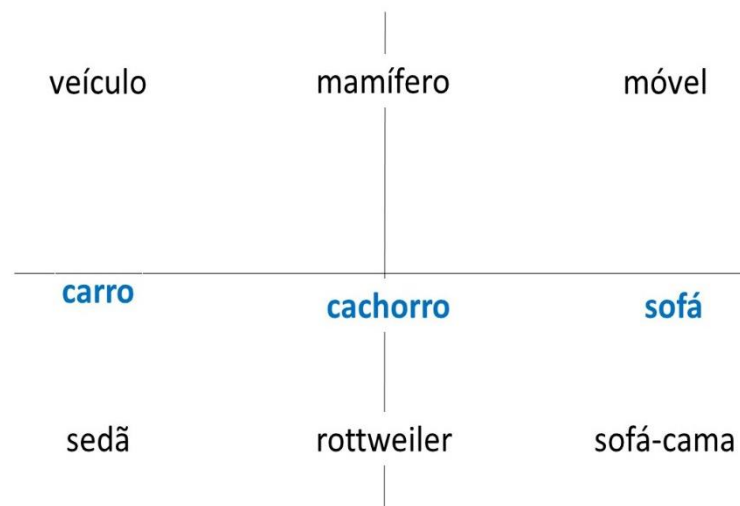 veículo mamífero móvel
carro cachorro sofá
sedã rottweiler sofá-cama